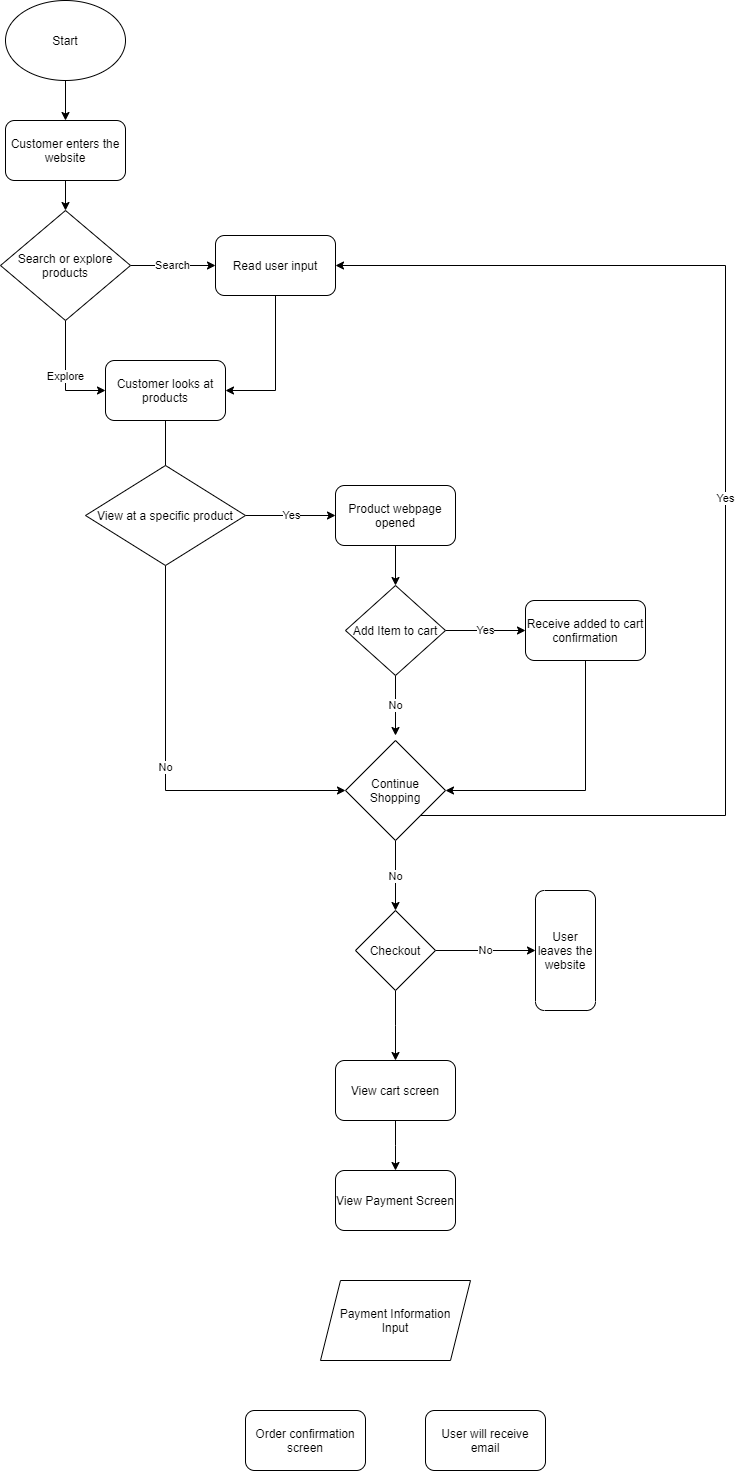 Start
Customer enters the
website
Search or explore
products
Search
Read user input
Explore
Customer looks at
products
View at a specific product
Yes
Product webpage
opened
Yes
Add Item to cart
Yes
Receive added to cart
confirmation
No
No
Continue
Shopping
No
Checkout
No
User
leaves the
website
View cart screen
View Payment Screen
Payment Information
Input
Order confirmation
screen
User will receive
email